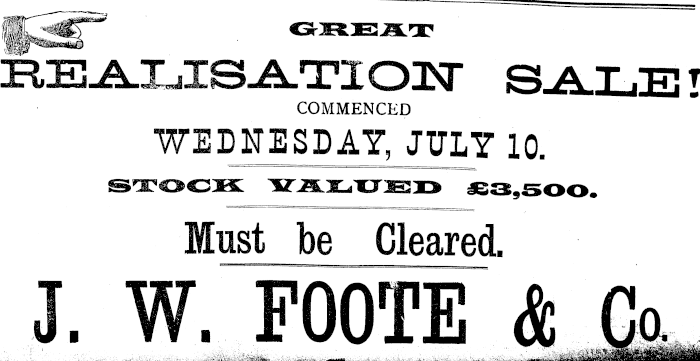 GREAT
REALISATION SALE!
COMMENCED
WEDNESDAY, JULY 10.
STOCK VALUED £3,500.
Must be Cleared.
J. W. FOOTE & Co.